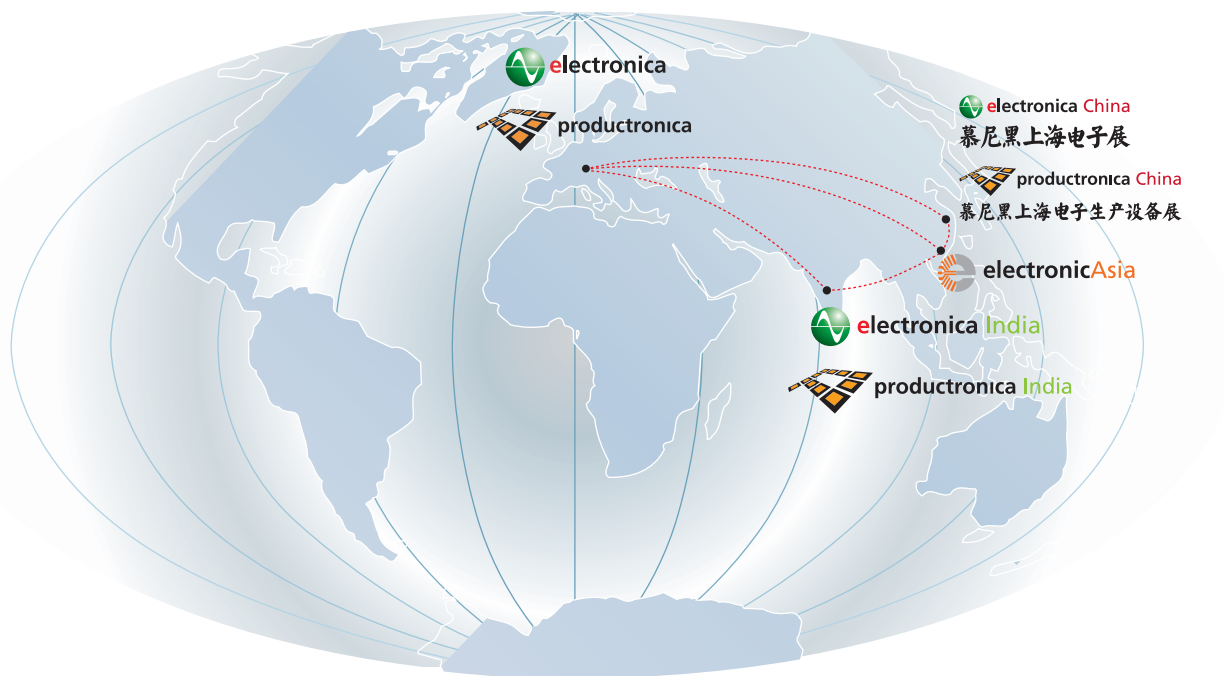 electronica
productronica
electronica China
慕尼黑上海电子展
productronica China
慕尼黑上海电子生产设备展
electronicAsia
electronica India
productronica India